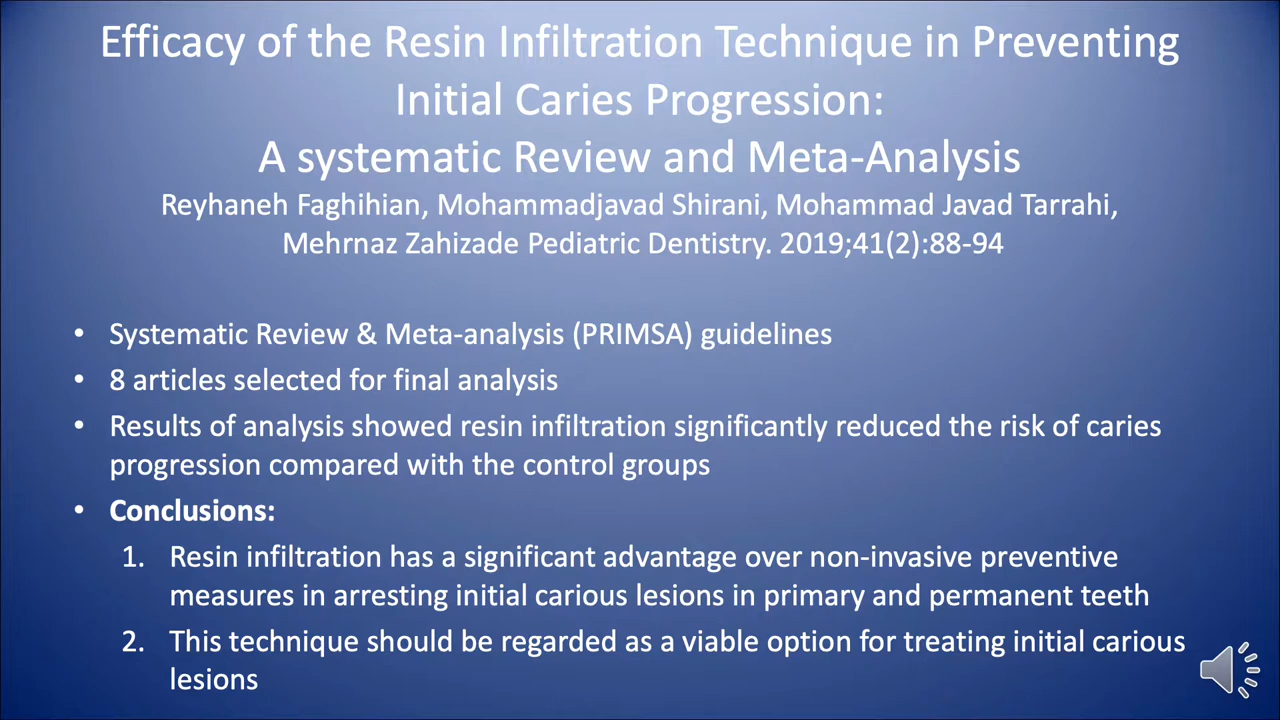 Efficacy of the Resin Infiltration Technique in Preventing
Initial Caries Progression:
A systematic Review and Meta-Analysis
Reyhaneh Faghihian, Mohammadjavad Shirani, Mohammad Javad Tarrahi,
Mehrnaz Zahizade Pediatric Dentistry. 2019;41(2):88-94
• Systematic Review & Meta-analysis (PRIMSA) guidelines
• 8 articles selected for final analysis
• Results of analysis showed resin infiltration significantly reduced the risk of caries
progression compared with the control groups
• Conclusions:
1. Resin infiltration has a significant advantage over non-invasive preventive
measures in arresting initial carious lesions in primary and permanent teeth
2. This technique should be regarded as a viable option for treating initial carious
lesions